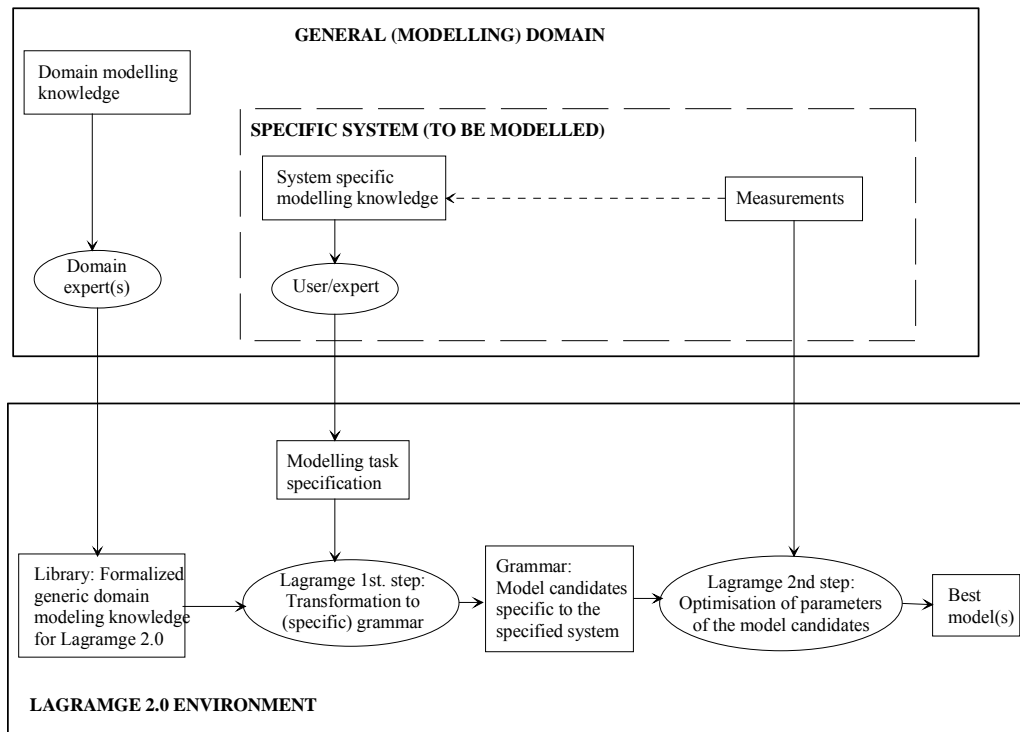 GENERAL (MODELLING) DOMAIN
Domain modelling
knowledge
SPECIFIC SYSTEM (TO BE MODELLED)
System specific
modelling knowledge
Measurements
Domain
expert(s)
User/expert
Modelling task
specification
Library: Formalized
generic domain
modeling knowledge
for Lagramge 2.0
Lagramge 1st. step:
Transformation to
(specific) grammar
Grammar:
Model candidates
specific to the
specified system
Lagramge 2nd step:
Optimisation of parameters
of the model candidates
Best
model(s)
LAGRAMGE 2.0 ENVIRONMENT